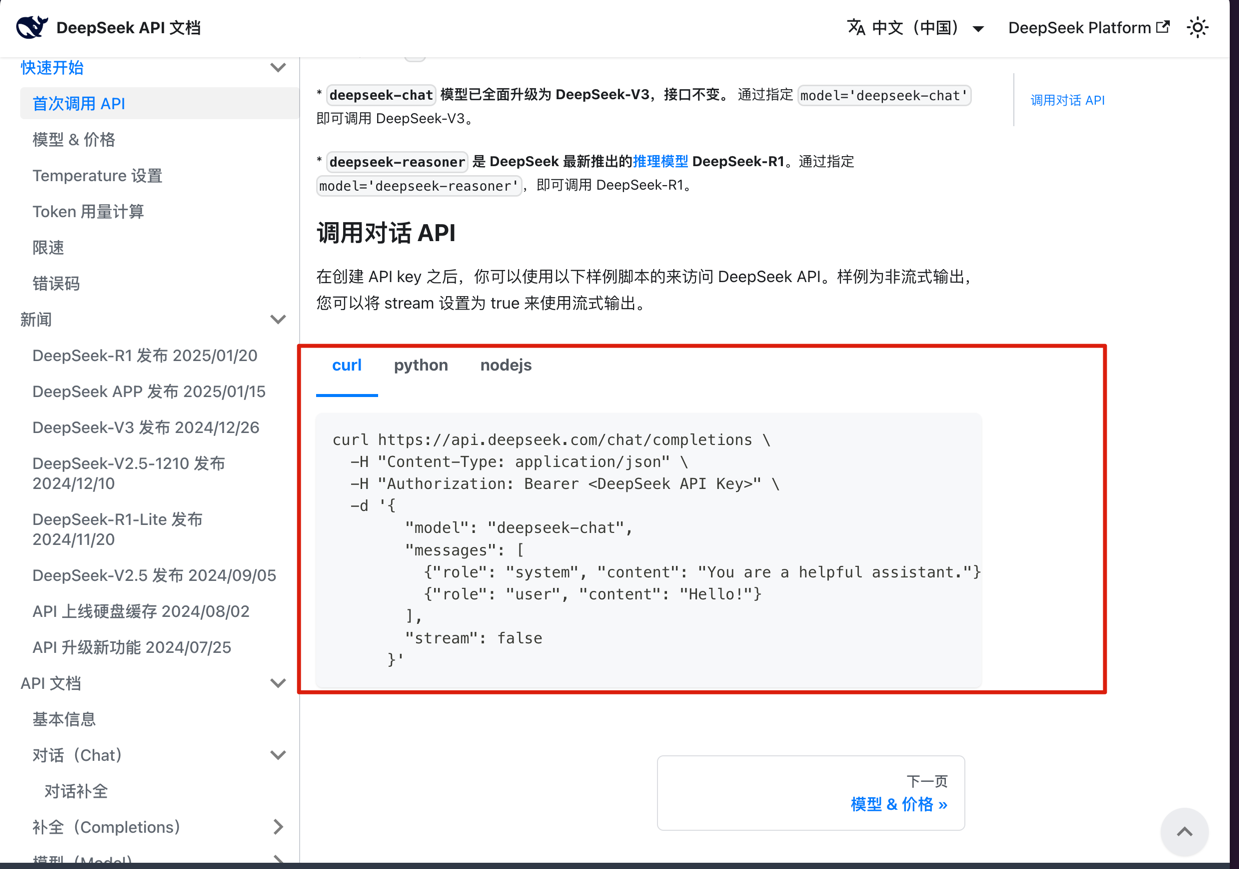 DeepSeek API 文档
中文（中国）
DeepSeek Platform
快速开始
首次调用 API
模型 & 价格
Temperature 设置
Token 用量计算
限速
错误码
新闻
DeepSeek-R1 发布 2025/01/20
DeepSeek APP 发布 2025/01/15
DeepSeek-V3 发布 2024/12/26
DeepSeek-V2.5-1210 发布
2024/12/10
DeepSeek-R1-Lite 发布
2024/11/20
DeepSeek-V2.5 发布 2024/09/05
API 上线硬盘缓存 2024/08/02
API 升级新功能 2024/07/25
API 文档
基本信息
对话（Chat）
对话补全
补全（Completions）
模型（Model）
* deepseek-chat 模型已全面升级为 DeepSeek-V3，接口不变。 通过指定 model='deepseek-chat'
即可调用 DeepSeek-V3。
* deepseek-reasoner 是 DeepSeek 最新推出的推理模型 DeepSeek-R1。通过指定
model='deepseek-reasoner'，即可调用 DeepSeek-R1。
调用对话 API
在创建 API key 之后，你可以使用以下样例脚本的来访问 DeepSeek API。样例为非流式输出，
您可以将 stream 设置为 true 来使用流式输出。
curl python nodejs
curl https://api.deepseek.com/chat/completions \
-H "Content-Type: application/json" \
-H "Authorization: Bearer <DeepSeek API Key>" \
-d '{
"model": "deepseek-chat",
"messages": [
{"role": "system", "content": "You are a helpful assistant."}
{"role": "user", "content": "Hello!"}
],
"stream": false
}'
下一页
模型 & 价格 »
调用对话 API